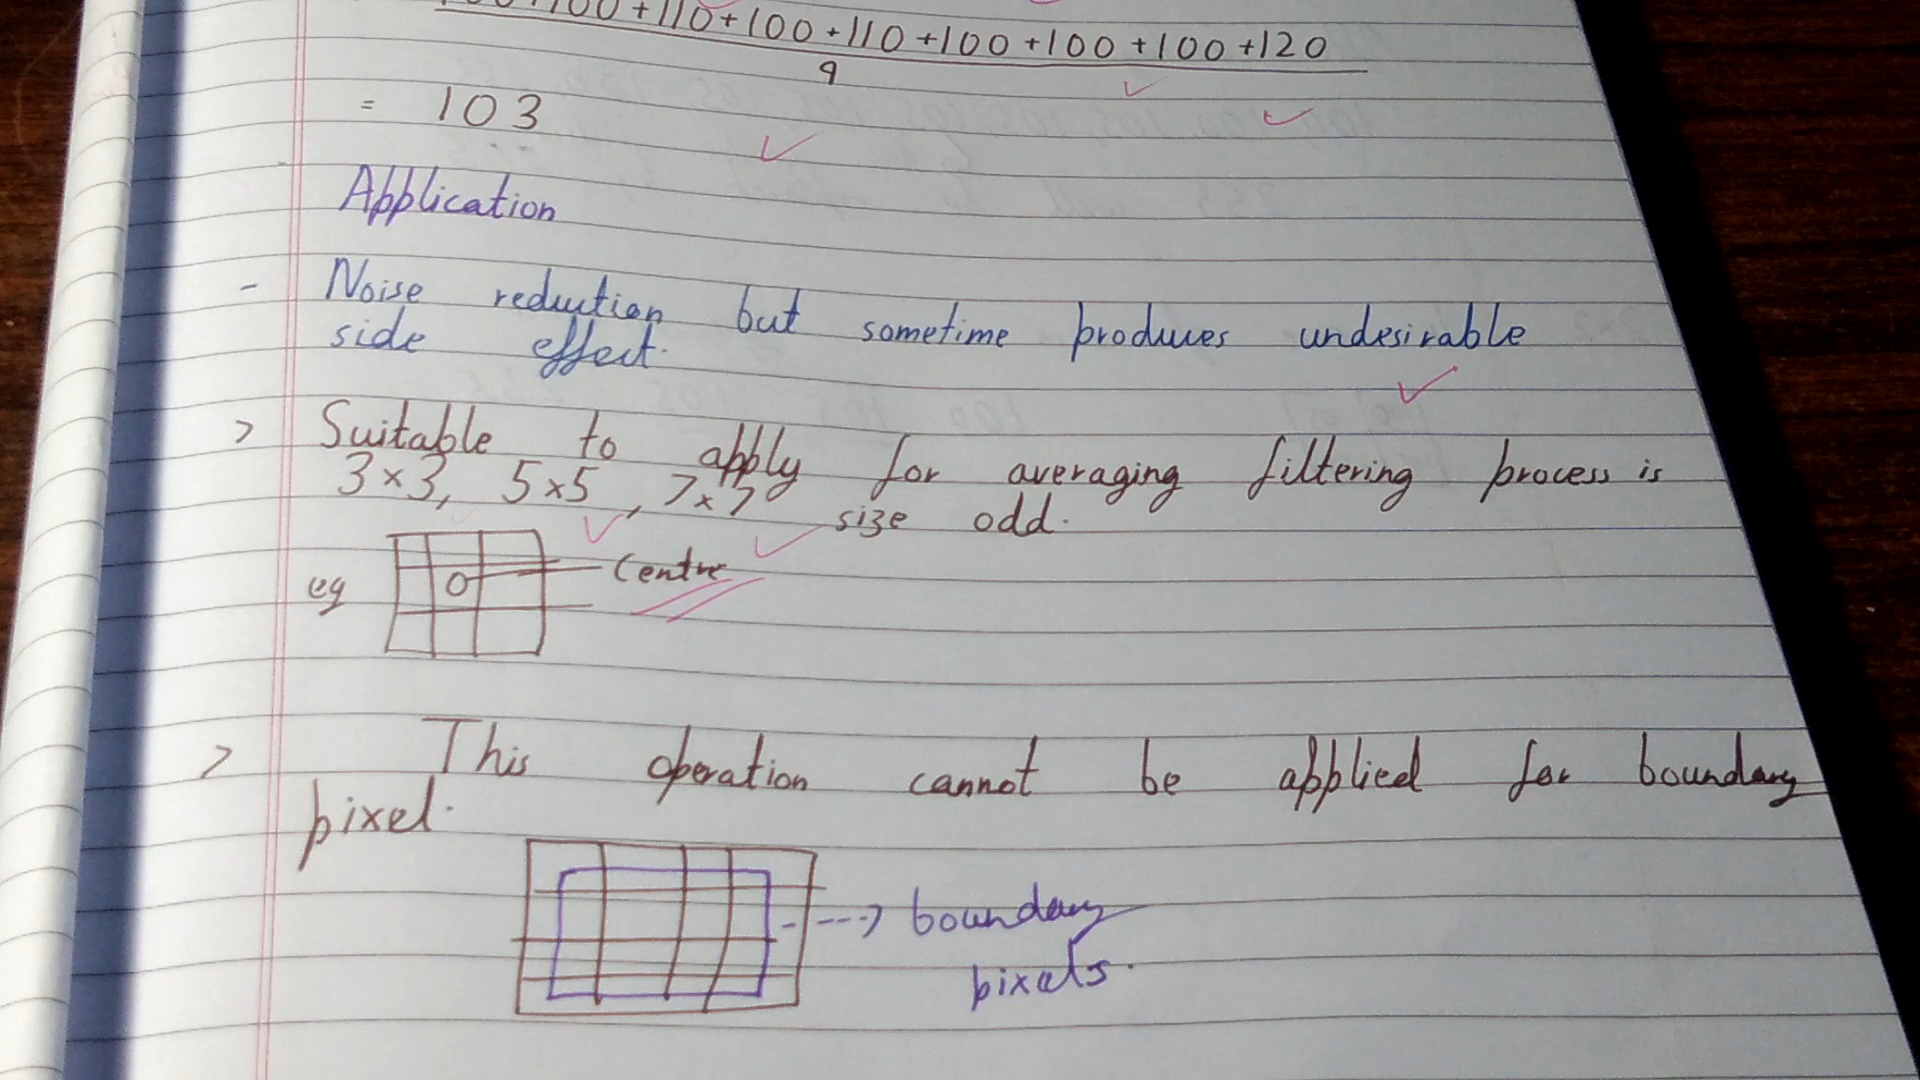 +100+110+100+110+100+100+100+120
9
= 103
Application
- Noise reduction but sometime produces undesirable
side effect.
> Suitable to apply for averaging filtering process is
3×3, 5×5, 7×7 size odd.
eg Centre
> This operation cannot be applied for boundary
pixel.
---> boundary
pixels.